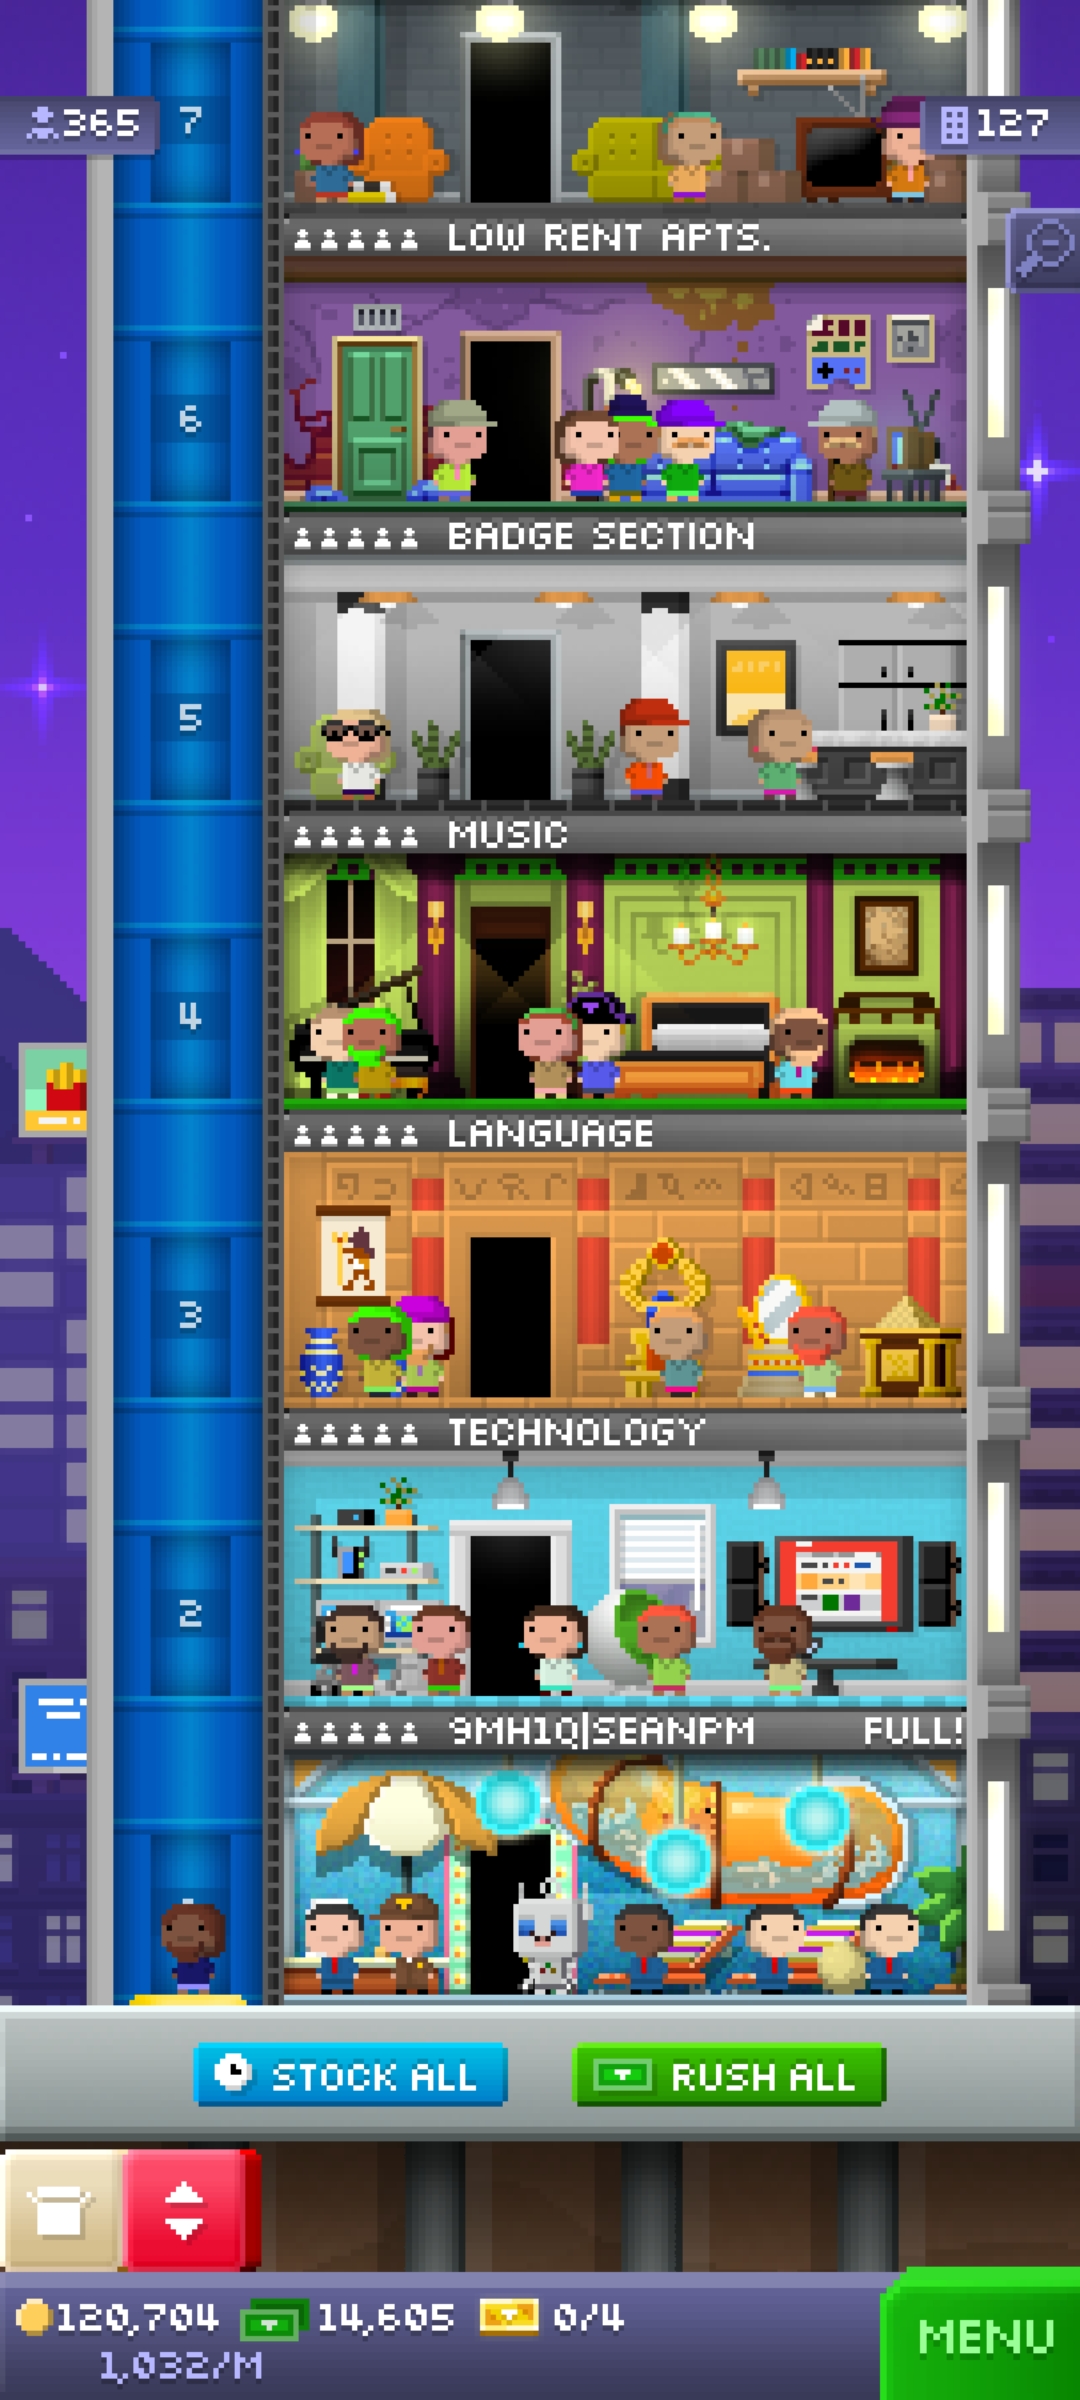 365
7
127
LOW RENT APTS.
6
BADGE SECTION
5
MUSIC
4
LANGUAGE
3
TECHNOLOGY
2
9MH1Q|SEANPM FULL!
STOCK ALL
RUSH ALL
120,704
14,605
0/4
1,032/M
MENU